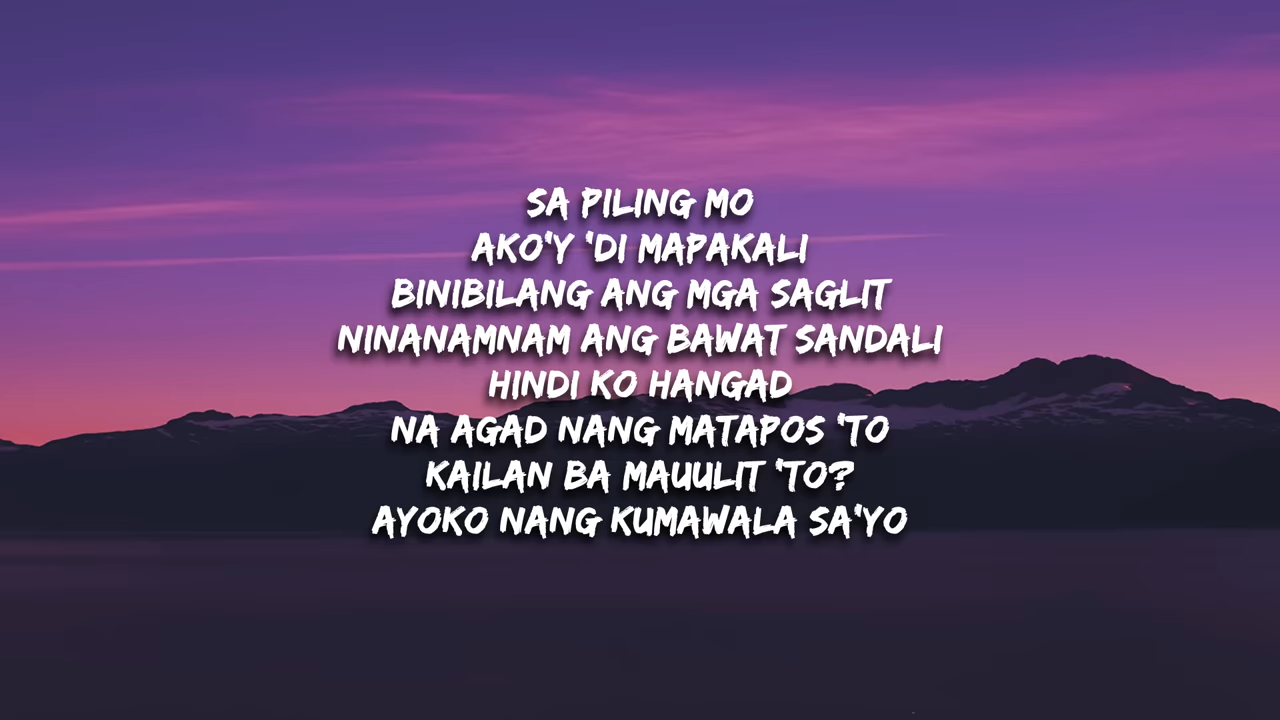 SA PILING MO
AKO'Y 'DI MAPAKALI
BINIBILANG ANG MGA SAGLIT
NINANAMNAM ANG BAWAT SANDALI
HINDI KO HANGAD
NA AGAD NANG MATAPOS 'TO
KAILAN BA MAUULIT 'TO?
AYOKO NANG KUMAWALA SA'YO